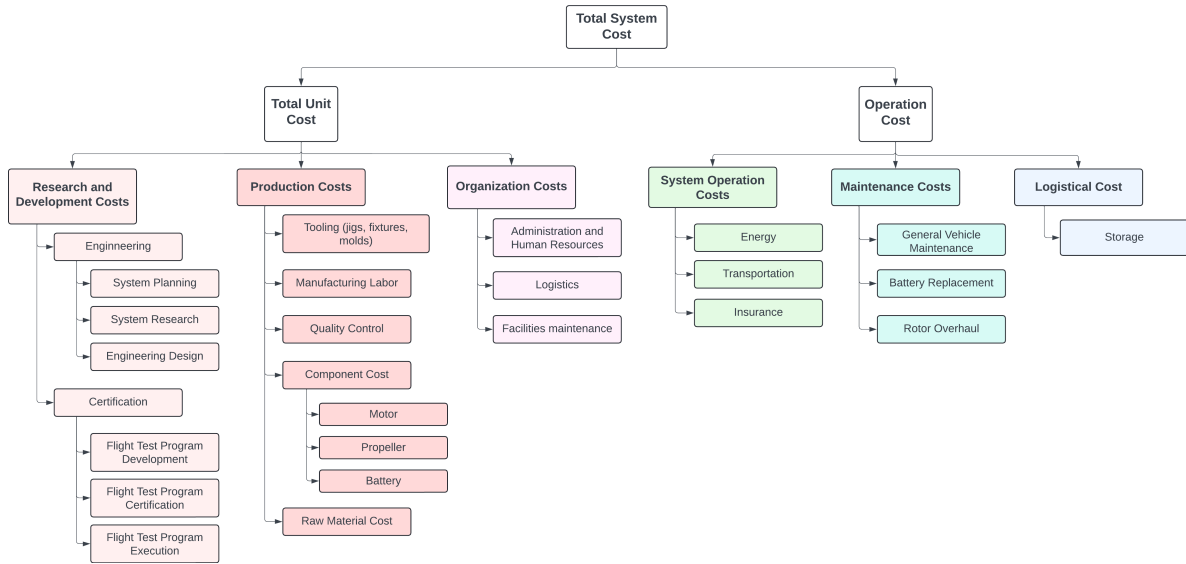 Total System
Cost
Total Unit
Cost
Operation
Cost
Research and
Development Costs
Enginneering
System Planning
System Research
Engineering Design
Certification
Flight Test Program
Development
Flight Test Program
Certification
Flight Test Program
Execution
Production Costs
Tooling (jigs, fixtures,
molds)
Manufacturing Labor
Quality Control
Component Cost
Motor
Propeller
Battery
Raw Material Cost
Organization Costs
Administration and
Human Resources
Logistics
Facilities maintenance
System Operation
Costs
Energy
Transportation
Insurance
Maintenance Costs
General Vehicle
Maintenance
Battery Replacement
Rotor Overhaul
Logistical Cost
Storage